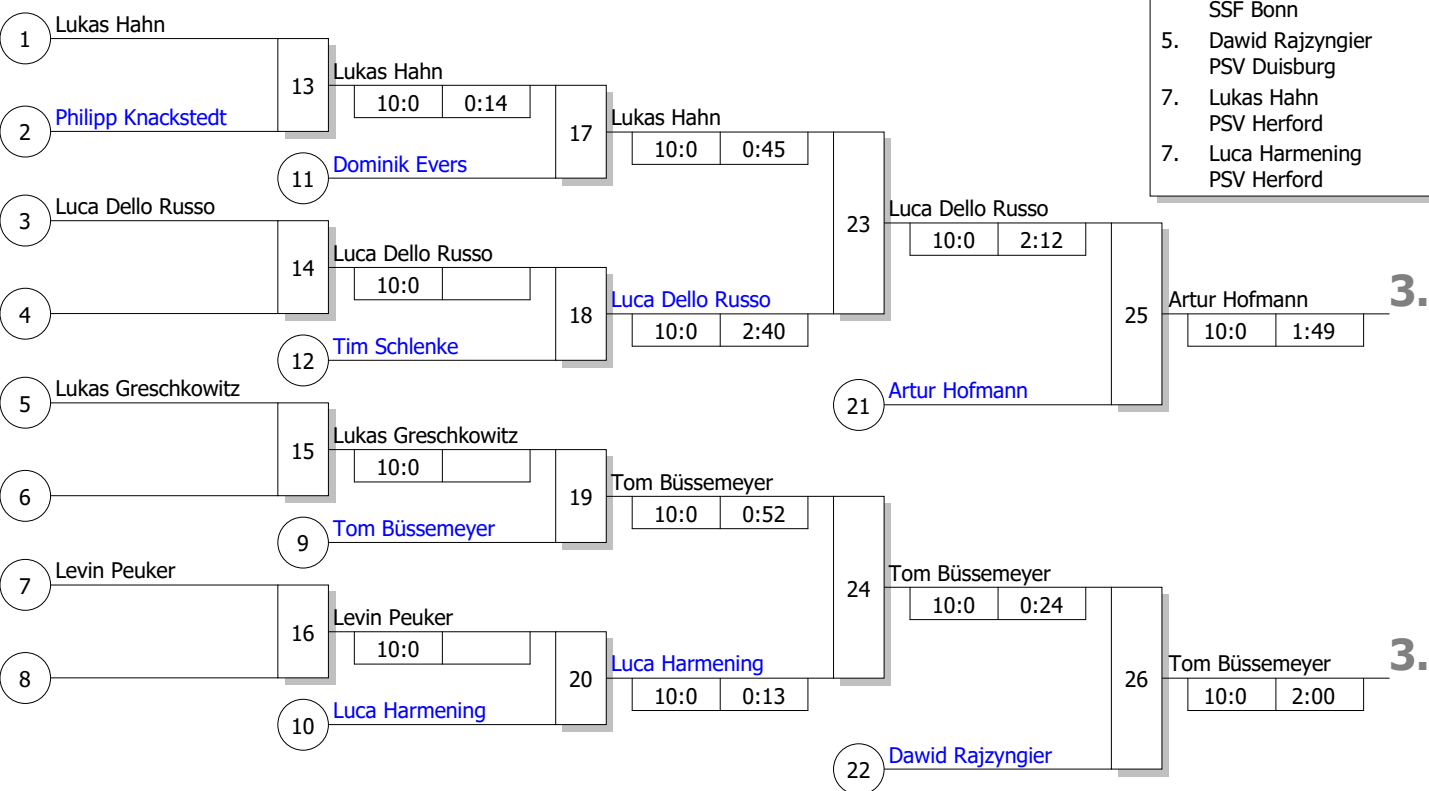 SSF Bonn
5. Dawid Rajzyngier
PSV Duisburg
7. Lukas Hahn
PSV Herford
7. Luca Harmening
PSV Herford
1 Lukas Hahn
13 Lukas Hahn
10:0 0:14
2 Philipp Knackstedt
17 Lukas Hahn
10:0 0:45
11 Dominik Evers
3 Luca Dello Russo
23 Luca Dello Russo
10:0 2:12
14 Luca Dello Russo
10:0
4
18 Luca Dello Russo
10:0 2:40
12 Tim Schlenke
25 Artur Hofmann 3.
10:0 1:49
5 Lukas Greschkowitz
21 Artur Hofmann
15 Lukas Greschkowitz
10:0
6
19 Tom Büssemeyer
10:0 0:52
9 Tom Büssemeyer
7 Levin Peuker
24 Tom Büssemeyer
10:0 0:24
16 Levin Peuker
10:0
8
20 Luca Harmening
10:0 0:13
10 Luca Harmening
26 Tom Büssemeyer 3.
10:0 2:00
22 Dawid Rajzyngier